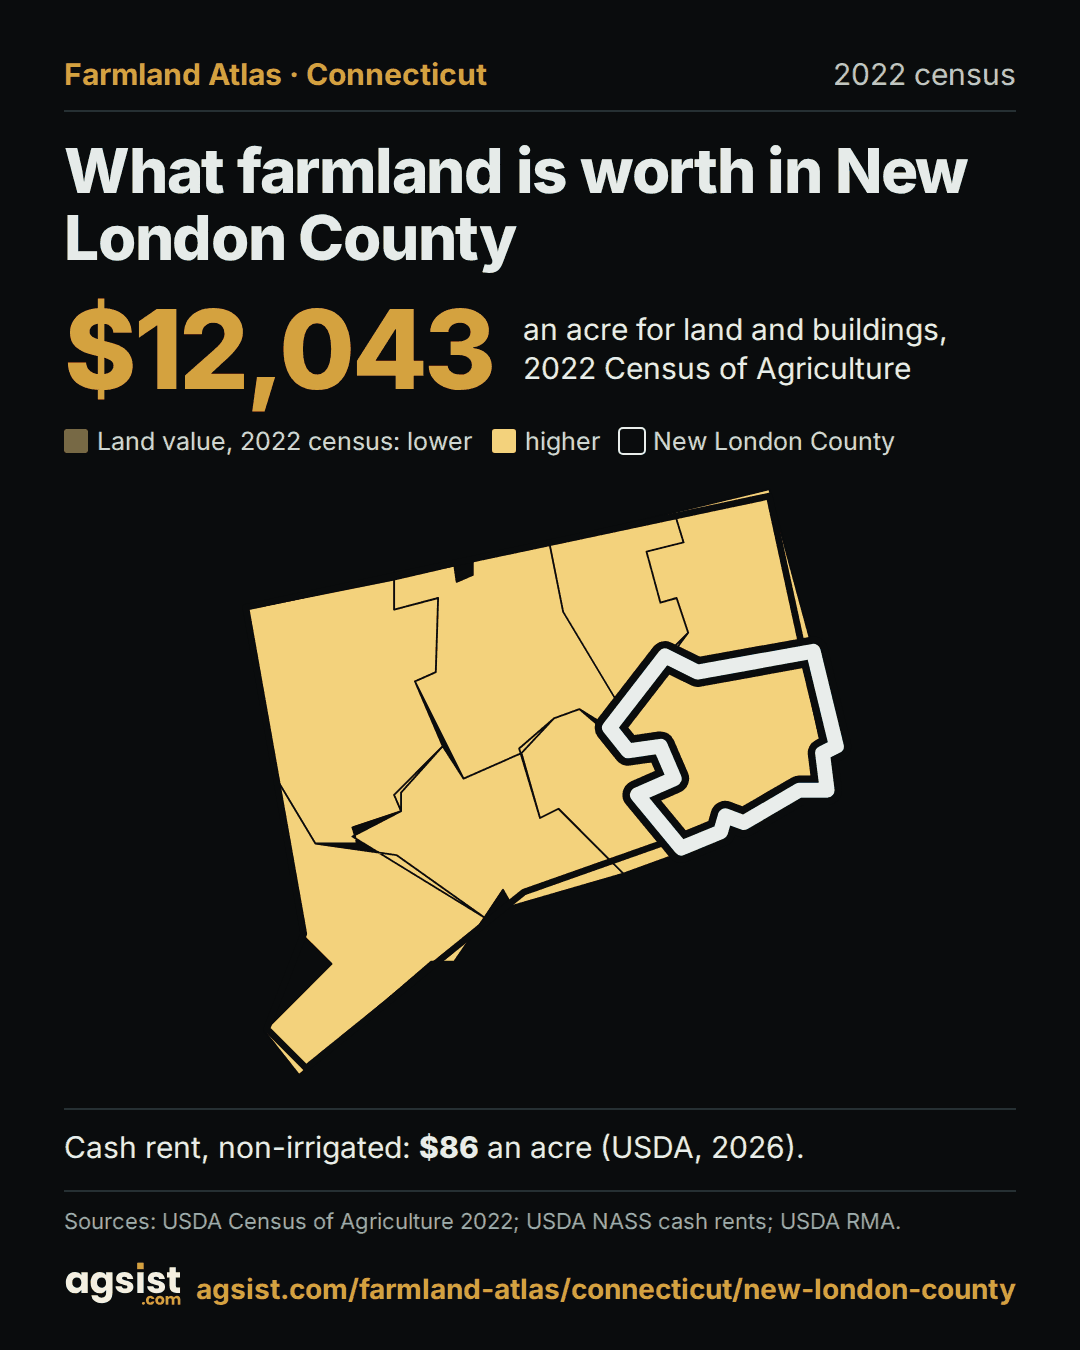 Farmland Atlas · Connecticut
2022 census
What farmland is worth in New
London County
$12,043
an acre for land and buildings,
2022 Census of Agriculture
Land value, 2022 census: lower
higher
New London County
Cash rent, non-irrigated: $86 an acre (USDA, 2026).
Sources: USDA Census of Agriculture 2022; USDA NASS cash rents; USDA RMA.
agsist.com
agsist.com/farmland-atlas/connecticut/new-london-county